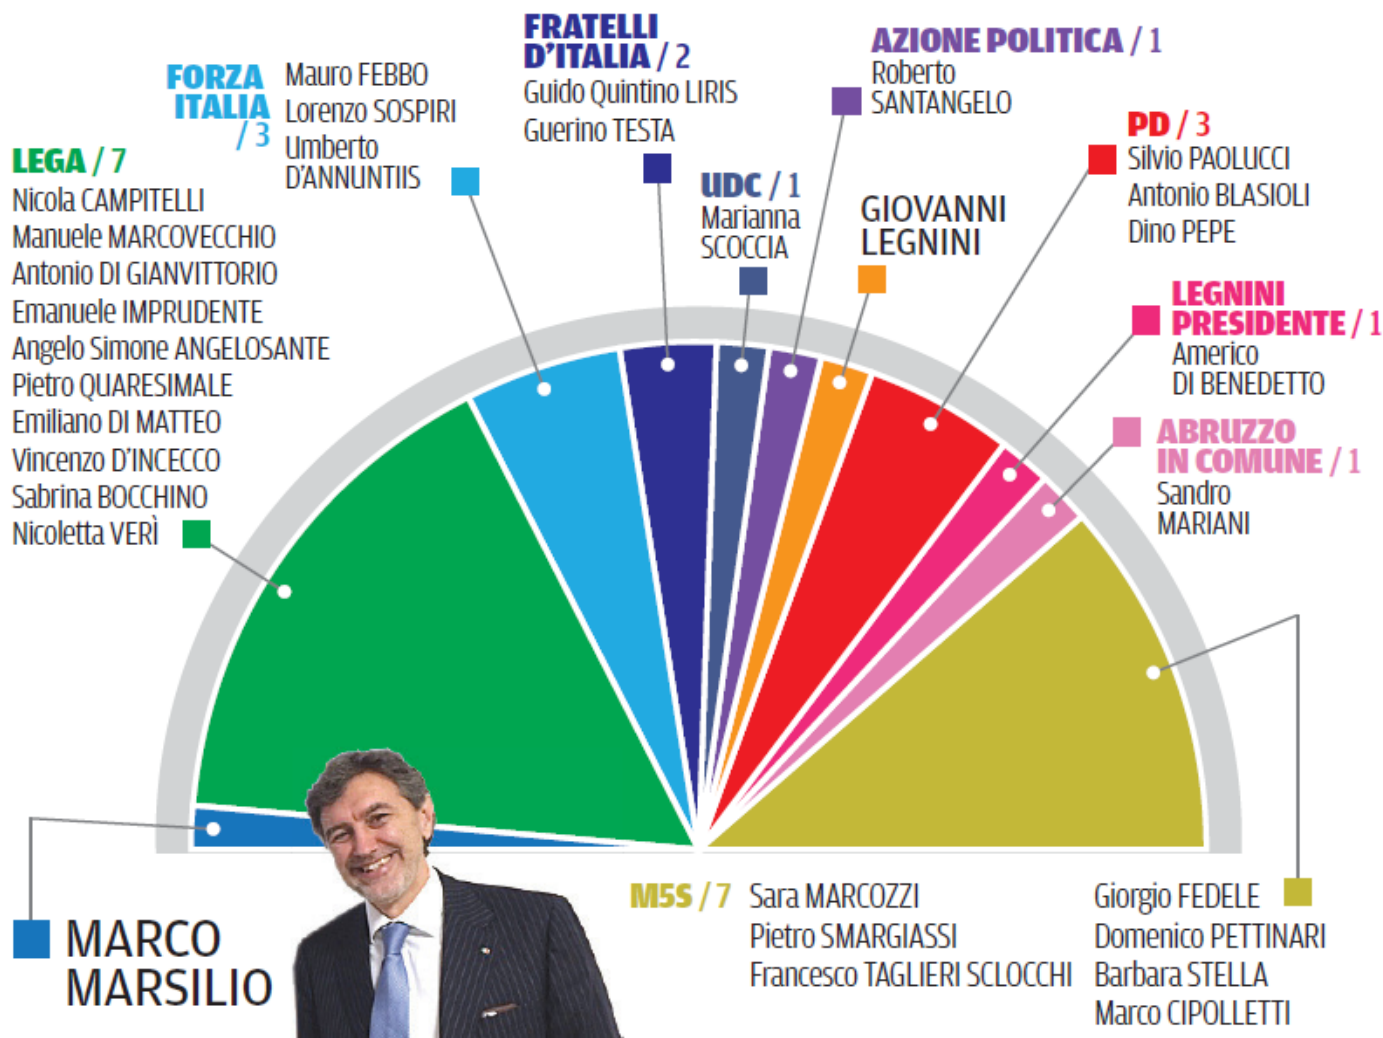 LEGA / 7
Nicola CAMPITELLI
Manuele MARCOVECCHIO
Antonio DI GIANVITTORIO
Emanuele IMPRUDENTE
Angelo Simone ANGELOSANTE
Pietro QUARESIMALE
Emiliano DI MATTEO
Vincenzo D'INCECCO
Sabrina BOCCHINO
Nicoletta VERÌ
FORZA
ITALIA
/ 3
Mauro FEBBO
Lorenzo SOSPIRI
Umberto
D'ANNUNTIIS
FRATELLI
D'ITALIA / 2
Guido Quintino LIRIS
Guerino TESTA
UDC / 1
Marianna
SCOCCIA
AZIONE POLITICA / 1
Roberto
SANTANGELO
GIOVANNI
LEGNINI
PD / 3
Silvio PAOLUCCI
Antonio BLASIOLI
Dino PEPE
LEGNINI
PRESIDENTE / 1
Americo
DI BENEDETTO
ABRUZZO
IN COMUNE / 1
Sandro
MARIANI
MARCO
MARSILIO
M5S / 7
Sara MARCOZZI
Pietro SMARGIASSI
Francesco TAGLIERI SCLOCCHI
Giorgio FEDELE
Domenico PETTINARI
Barbara STELLA
Marco CIPOLLETTI